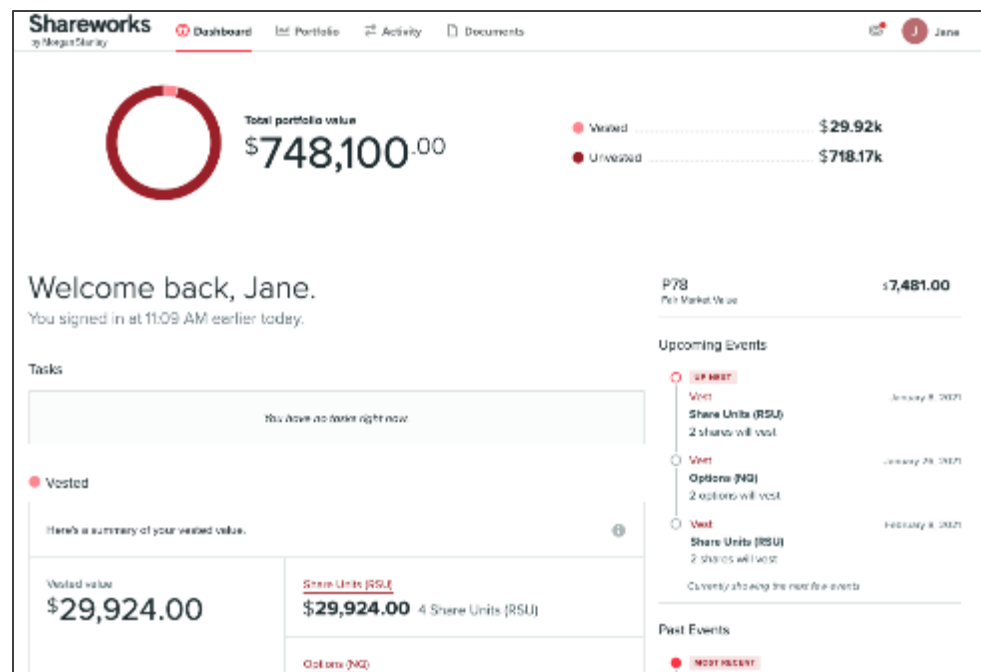 Shareworks
by Morgan Stanley
Dashboard
Portfolio
Activity
Documents
J
Jane
Total portfolio value
$748,100.00
Vested $29.92k
Unvested $718.17k
Welcome back, Jane.
You signed in at 11:09 AM earlier today.
Tasks
You have no tasks right now
Vested
Here's a summary of your vested value.
Vested value
$29,924.00
Share Units (RSU)
$29,924.00 4 Share Units (RSU)
Options (NQ)
P78 $7,481.00
Fair Market Value
Upcoming Events
UP NEXT
Vest January 8, 2021
Share Units (RSU)
2 shares will vest
Vest January 26, 2021
Options (NQ)
2 options will vest
Vest February 8, 2021
Share Units (RSU)
2 shares will vest
Currently showing the next few events
Past Events
MOST RECENT